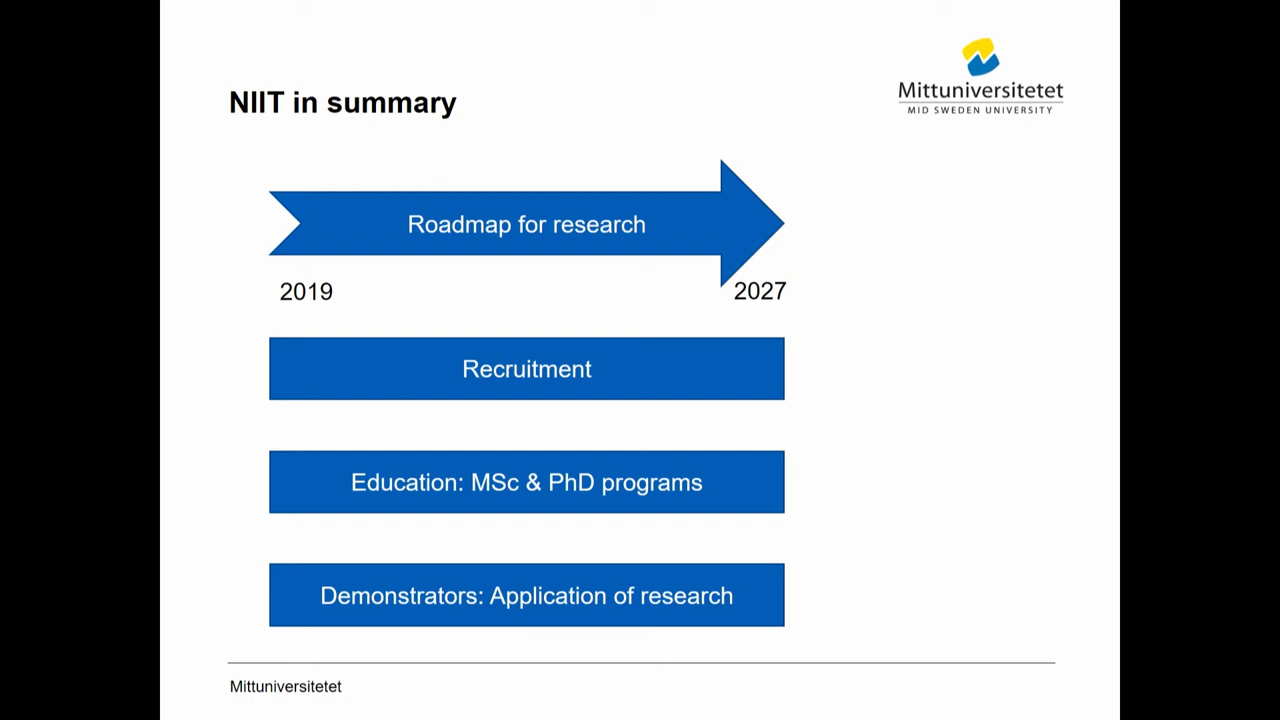 Mittuniversitetet
MID SWEDEN UNIVERSITY
NIIT in summary
Roadmap for research
2019
2027
Recruitment
Education: MSc & PhD programs
Demonstrators: Application of research
Mittuniversitetet